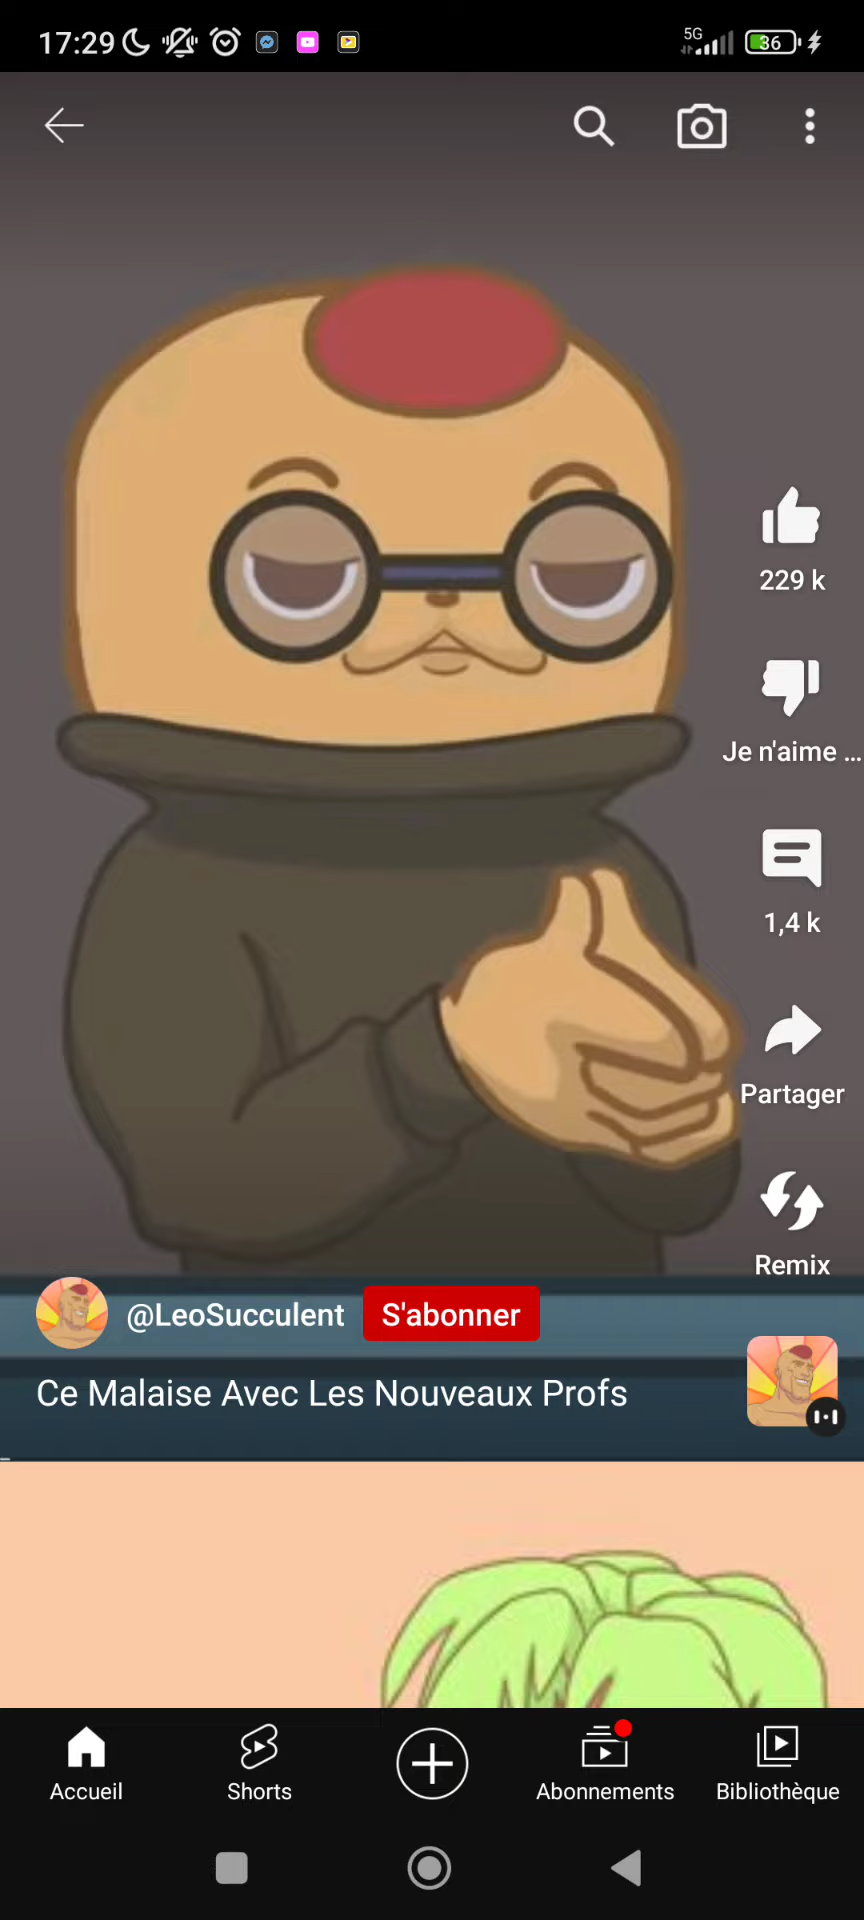 17:29
5G
36
229 k
Je n'aime ...
1,4 k
Partager
Remix
@LeoSucculent
S'abonner
Ce Malaise Avec Les Nouveaux Profs
Accueil
Shorts
Abonnements
Bibliothèque